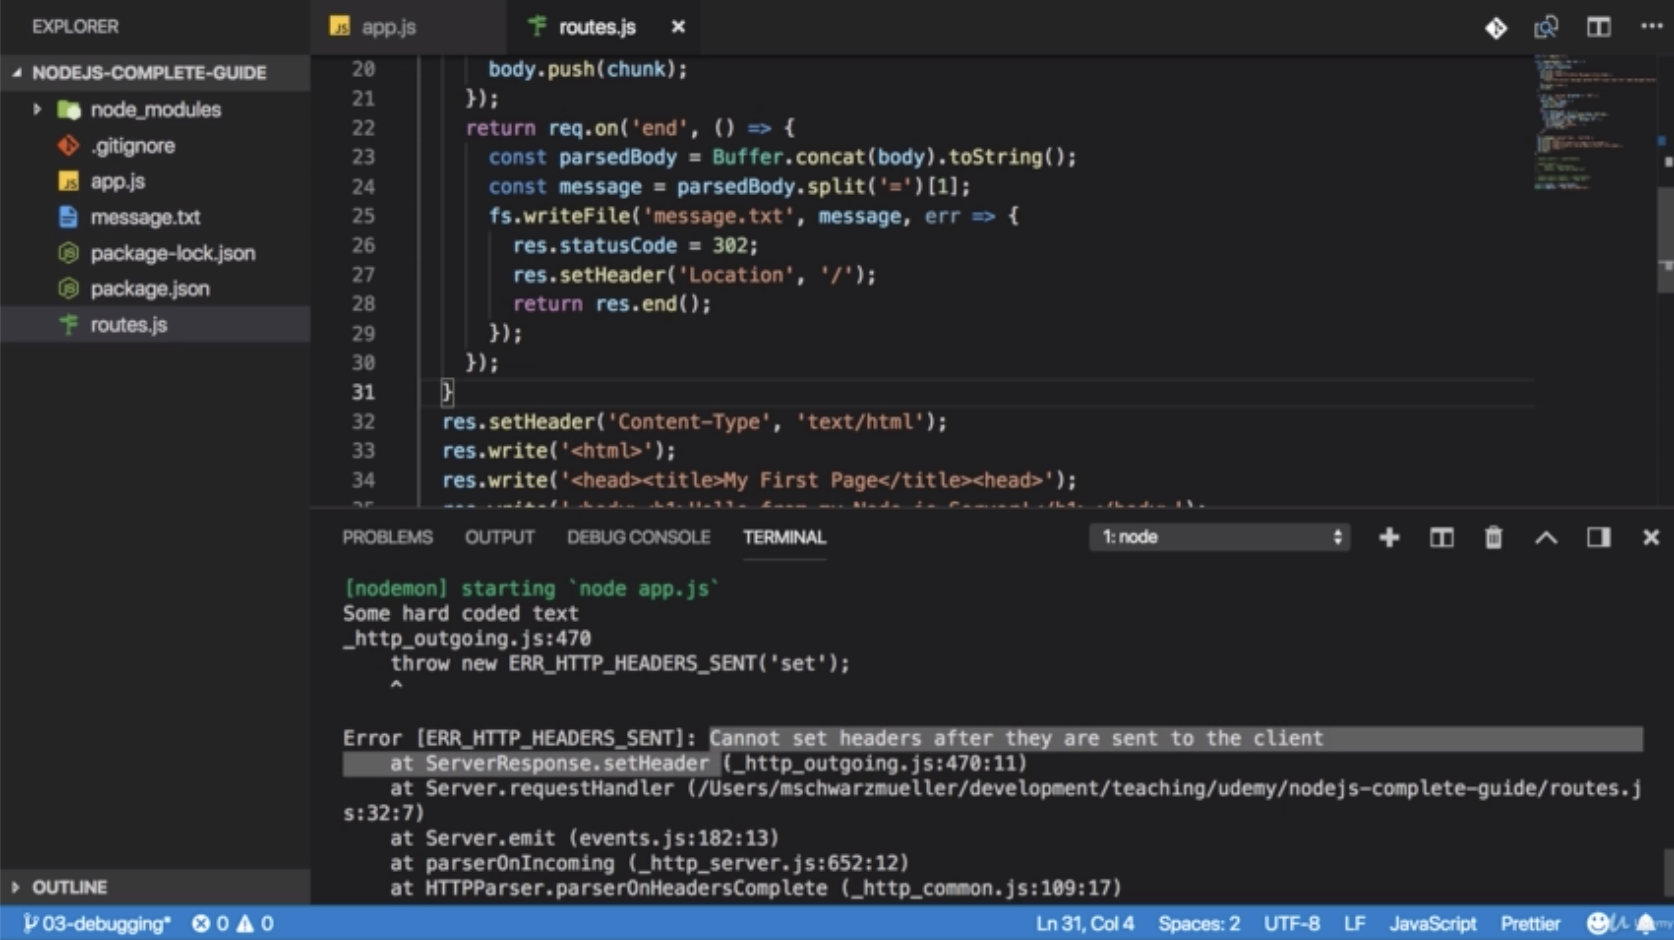 EXPLORER
app.js
routes.js
NODEJS-COMPLETE-GUIDE
node_modules
.gitignore
app.js
message.txt
package-lock.json
package.json
routes.js
OUTLINE
20 body.push(chunk);
21 });
22 return req.on('end', () => {
23 const parsedBody = Buffer.concat(body).toString();
24 const message = parsedBody.split('=')[1];
25 fs.writeFile('message.txt', message, err => {
26 res.statusCode = 302;
27 res.setHeader('Location', '/');
28 return res.end();
29 });
30 });
31 }
32 res.setHeader('Content-Type', 'text/html');
33 res.write('<html>');
34 res.write('<head><title>My First Page</title><head>');
PROBLEMS OUTPUT DEBUG CONSOLE TERMINAL 1: node
[nodemon] starting `node app.js`
Some hard coded text
_http_outgoing.js:470
throw new ERR_HTTP_HEADERS_SENT('set');
^
Error [ERR_HTTP_HEADERS_SENT]: Cannot set headers after they are sent to the client
at ServerResponse.setHeader (_http_outgoing.js:470:11)
at Server.requestHandler (/Users/mschwarzmueller/development/teaching/udemy/nodejs-complete-guide/routes.j
s:32:7)
at Server.emit (events.js:182:13)
at parserOnIncoming (_http_server.js:652:12)
at HTTPParser.parserOnHeadersComplete (_http_common.js:109:17)
03-debugging* 0 0 Ln 31, Col 4 Spaces: 2 UTF-8 LF JavaScript Prettier